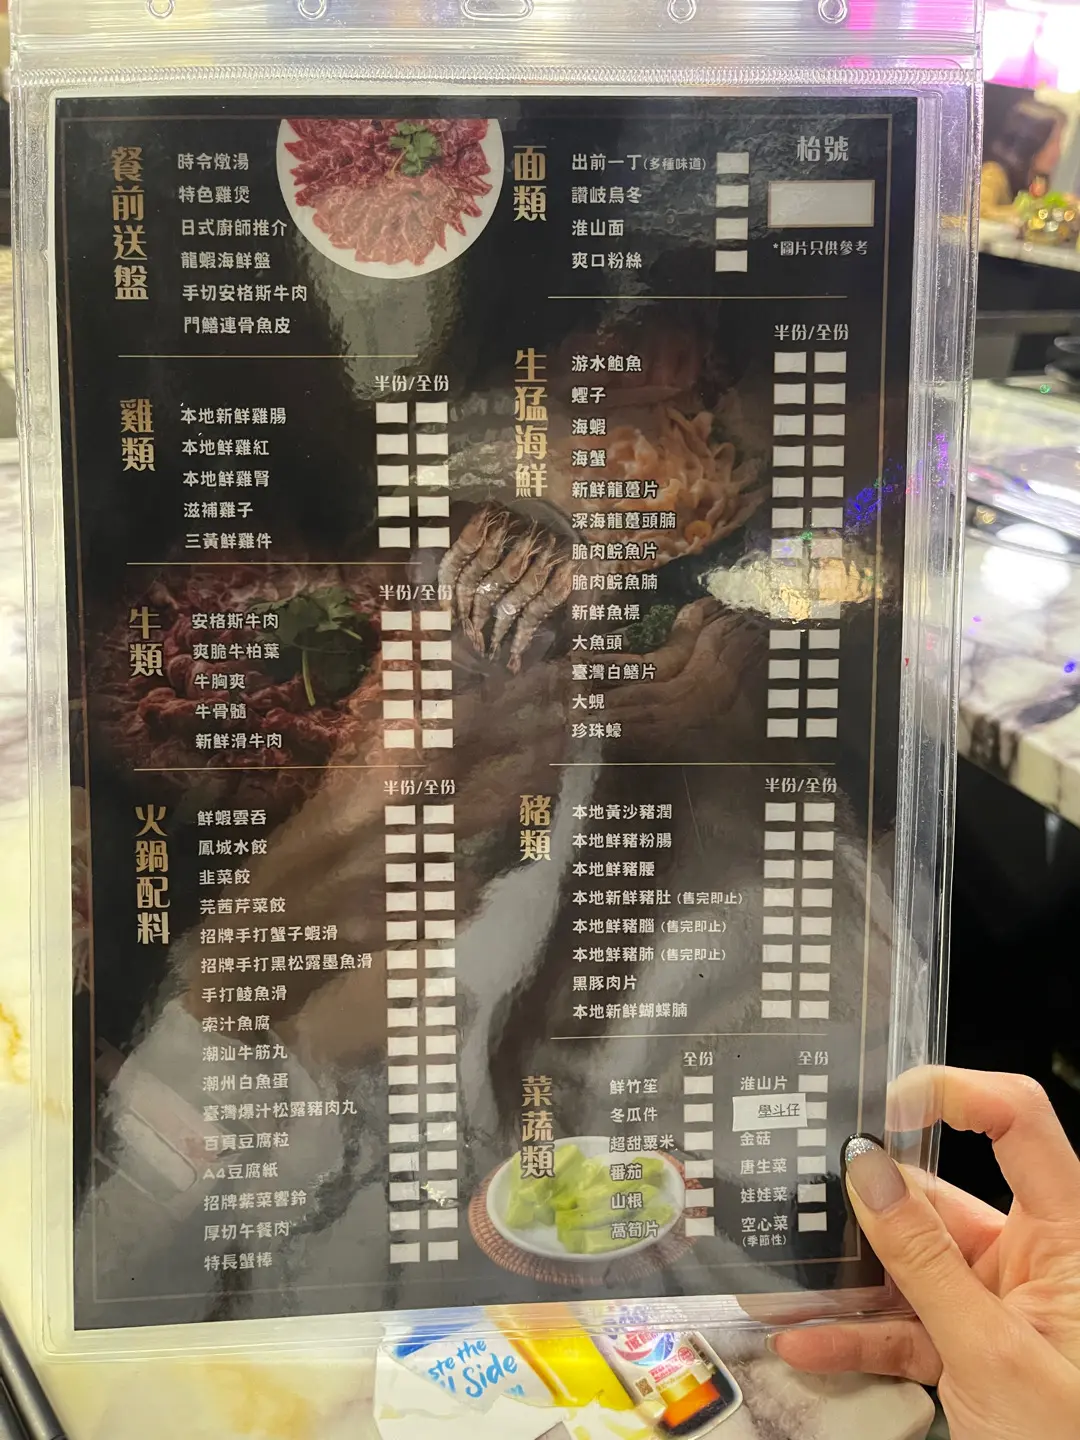 餐前送盤
時令燉湯
特色雞煲
日式廚師推介
龍蝦海鮮盤
手切安格斯牛肉
門鱔連骨魚皮
雞類
半份/全份
本地新鮮雞腸
本地鮮雞紅
本地鮮雞腎
滋補雞子
三黃鮮雞件
牛類
半份/全份
安格斯牛肉
爽脆牛柏葉
牛胸爽
牛骨髓
新鮮滑牛肉
火鍋配料
半份/全份
鮮蝦雲吞
鳳城水餃
韭菜餃
芫茜芹菜餃
招牌手打蟹子蝦滑
招牌手打黑松露墨魚滑
手打鯪魚滑
索汁魚腐
潮汕牛筋丸
潮州白魚蛋
臺灣爆汁松露豬肉丸
百頁豆腐粒
A4豆腐紙
招牌紫菜響鈴
厚切午餐肉
特長蟹棒
面類
出前一丁(多種味道)
讚岐烏冬
淮山面
爽口粉絲
枱號
*圖片只供參考
生猛海鮮
半份/全份
游水鮑魚
蟶子
海蝦
海蟹
新鮮龍躉片
深海龍躉頭腩
脆肉鯇魚片
脆肉鯇魚腩
新鮮魚標
大魚頭
臺灣白鱔片
大蜆
珍珠蠔
豬類
半份/全份
本地黃沙豬潤
本地鮮豬粉腸
本地鮮豬腰
本地新鮮豬肚(售完即止)
本地鮮豬腦(售完即止)
本地鮮豬肺(售完即止)
黑豚肉片
本地新鮮蝴蝶腩
菜蔬類
全份
鮮竹笙
冬瓜件
超甜粟米
番茄
山根
萵筍片
全份
淮山片
學斗仔
金菇
唐生菜
娃娃菜
空心菜
(季節性)
ste the
Side